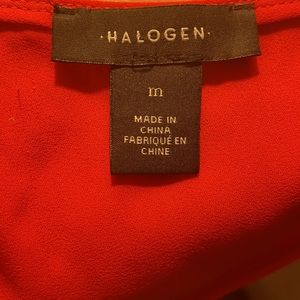 ·HALOGEN·
m
MADE IN
CHINA
FABRIQUÉ EN
CHINE